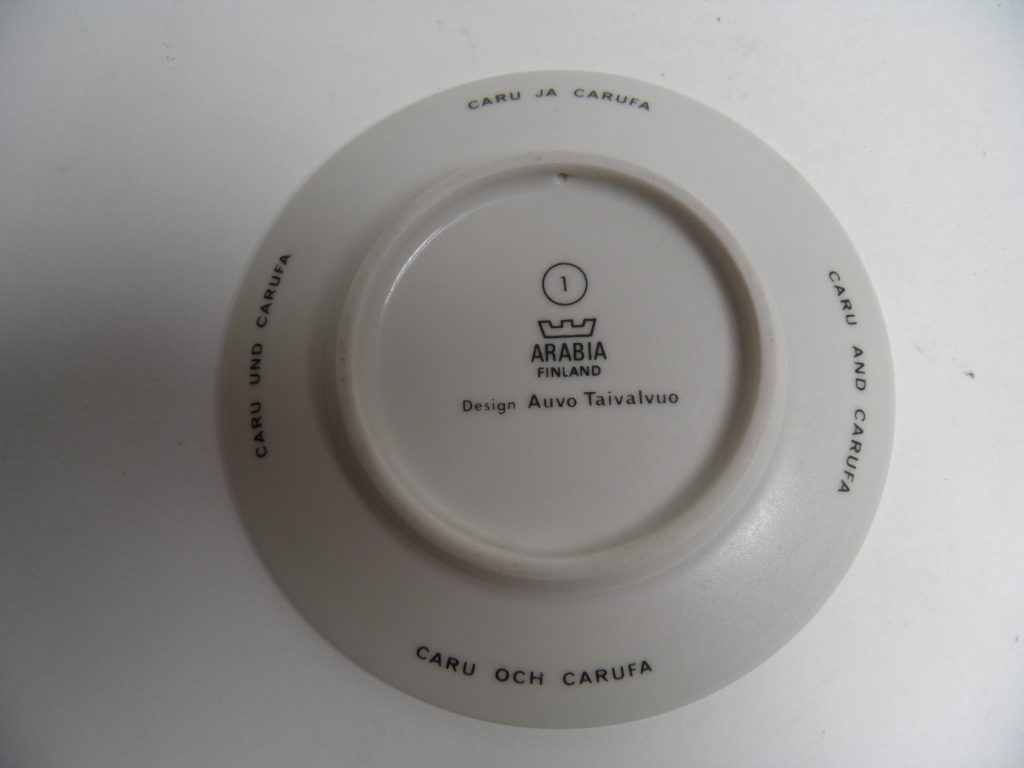 CARU JA CARUFA
CARU UND CARUFA
CARU AND CARUFA
1
ARABIA
FINLAND
Design Auvo Taivalvuo
CARU OCH CARUFA